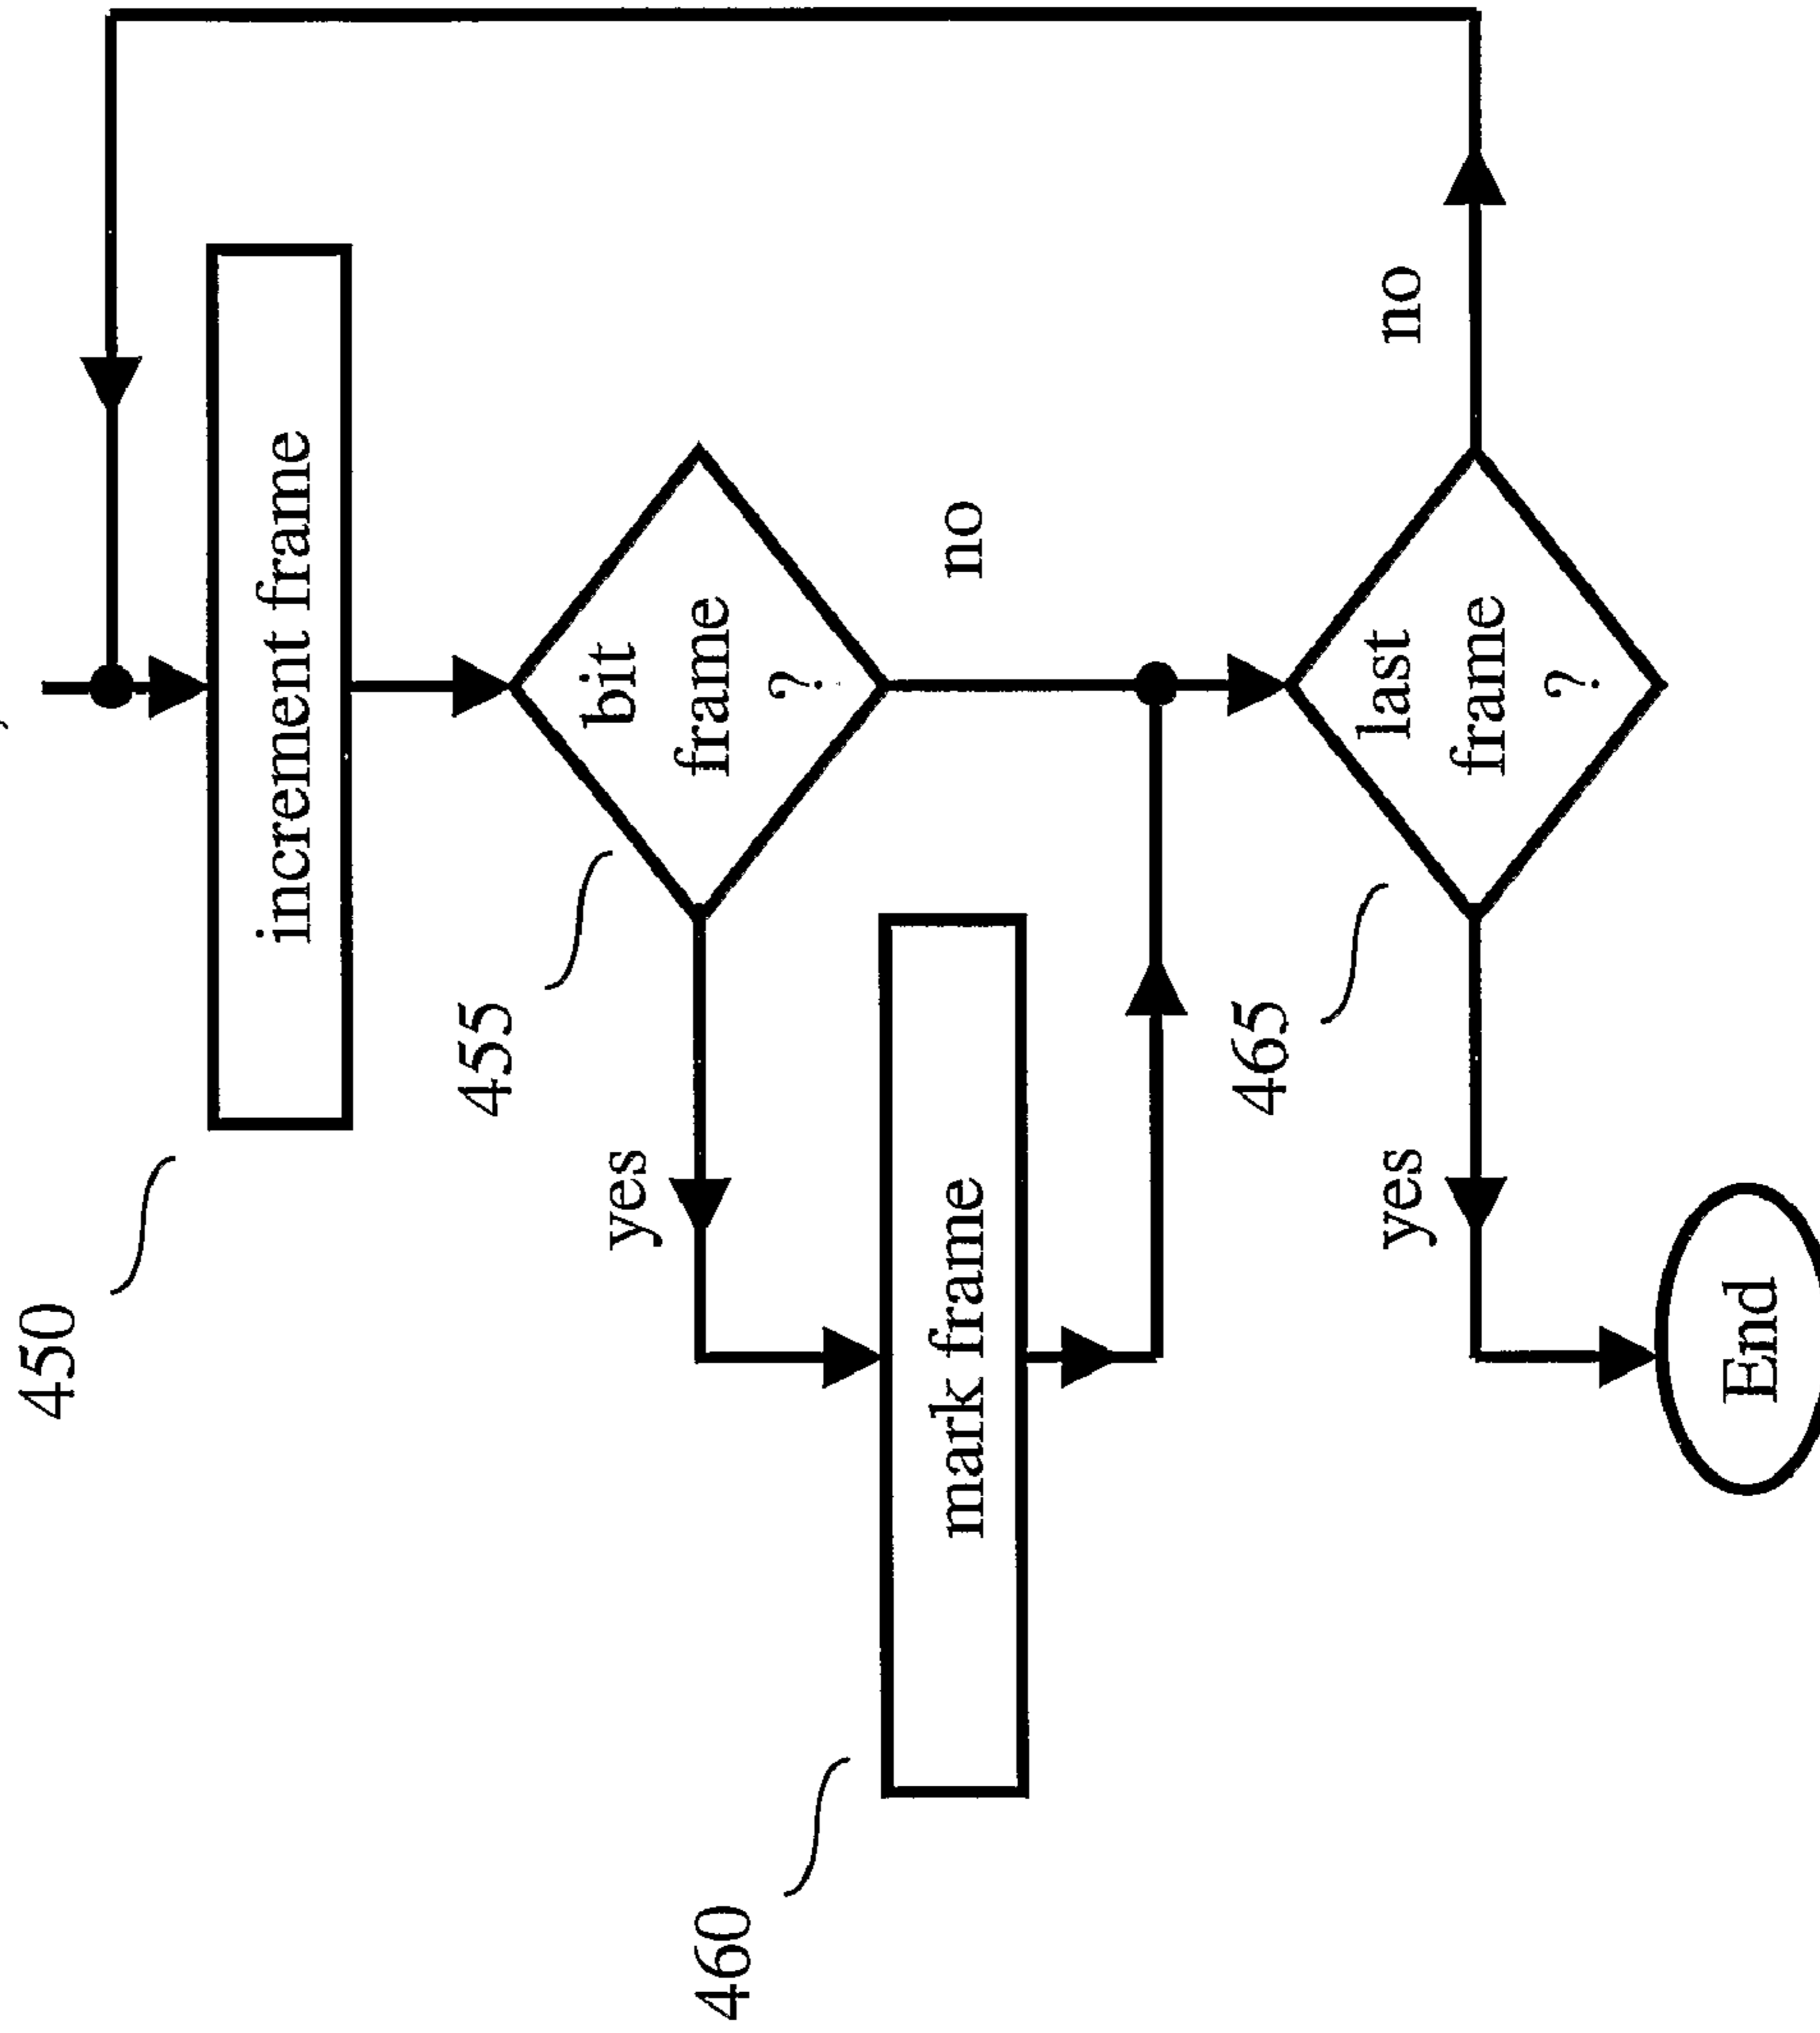 450
increment frame
455
bit
frame
?
yes
no
460
mark frame
465
last
frame
?
yes
no
End